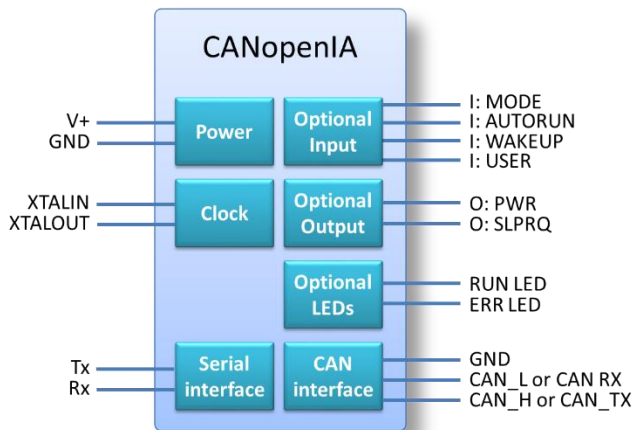 CANopenIA
V+
GND
Power
Optional
Input
I: MODE
I: AUTORUN
I: WAKEUP
I: USER
XTALIN
XTALOUT
Clock
Optional
Output
O: PWR
O: SLPRQ
Optional
LEDs
RUN LED
ERR LED
Tx
Rx
Serial
interface
CAN
interface
GND
CAN_L or CAN RX
CAN_H or CAN_TX